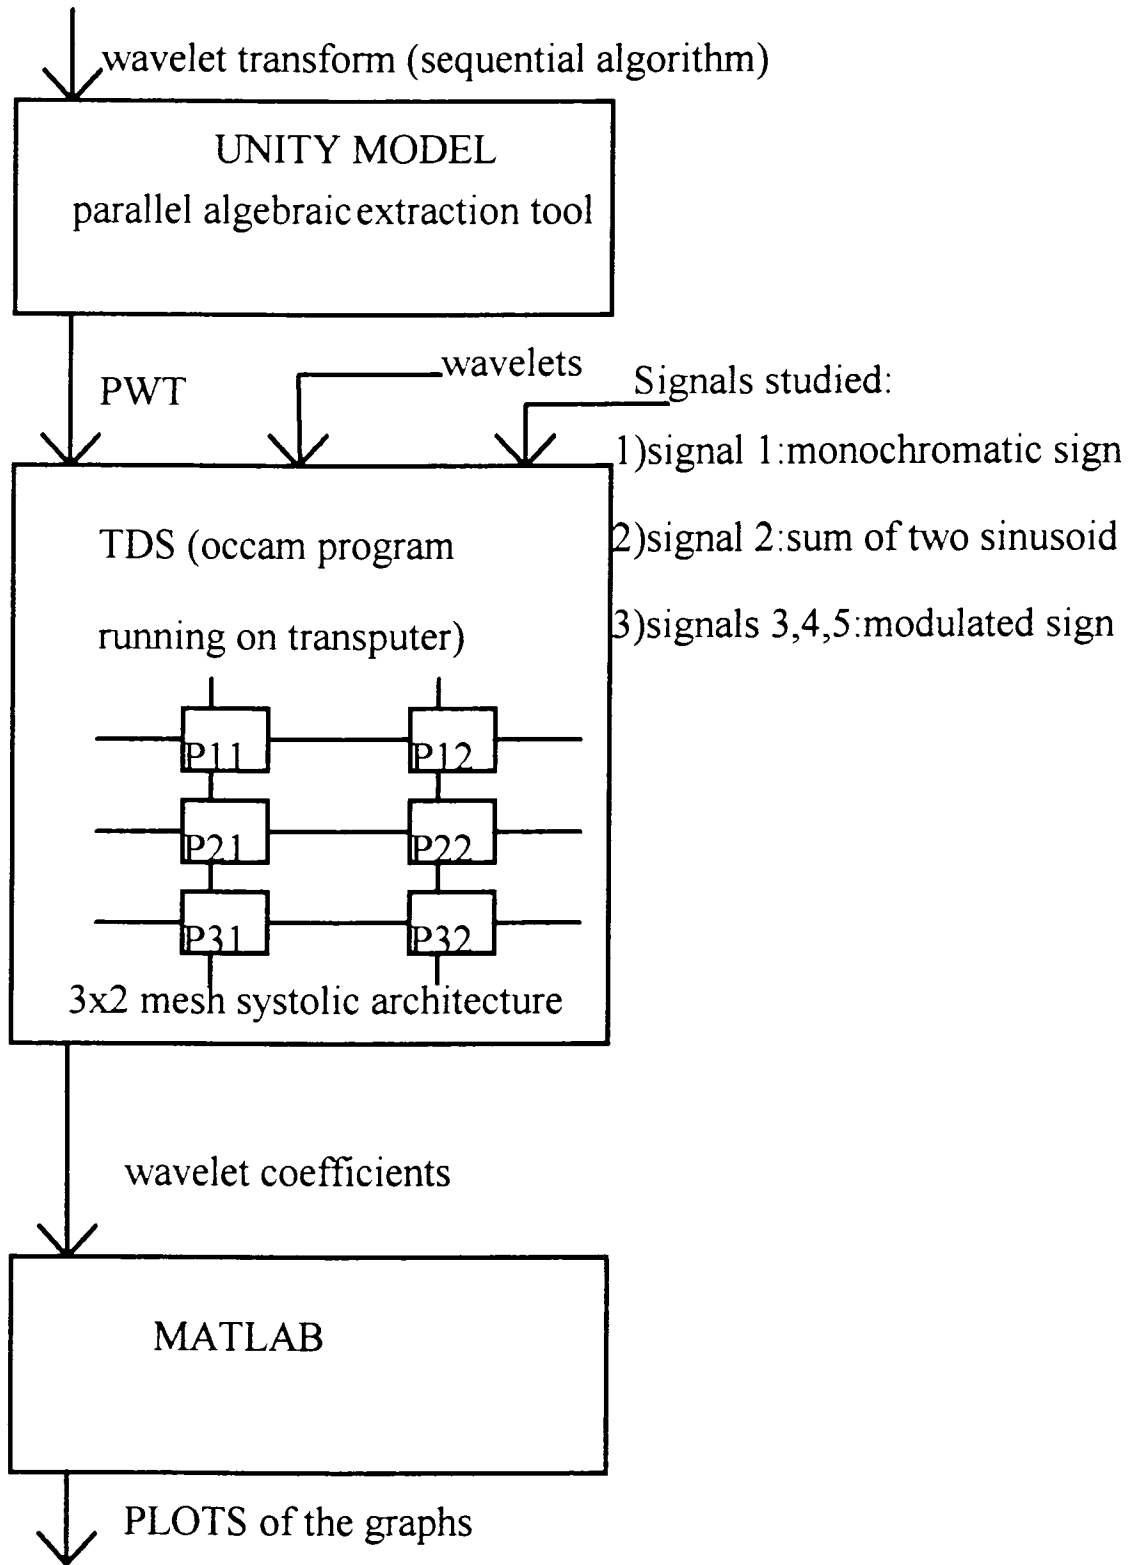 wavelet transform (sequential algorithm)
UNITY MODEL
parallel algebraic extraction tool
PWT
wavelets
Signals studied:
1)signal 1:monochromatic sign
2)signal 2:sum of two sinusoid
3)signals 3,4,5:modulated sign
TDS (occam program
running on transputer)
P11 P12
P21 P22
P31 P32
3x2 mesh systolic architecture
wavelet coefficients
MATLAB
PLOTS of the graphs